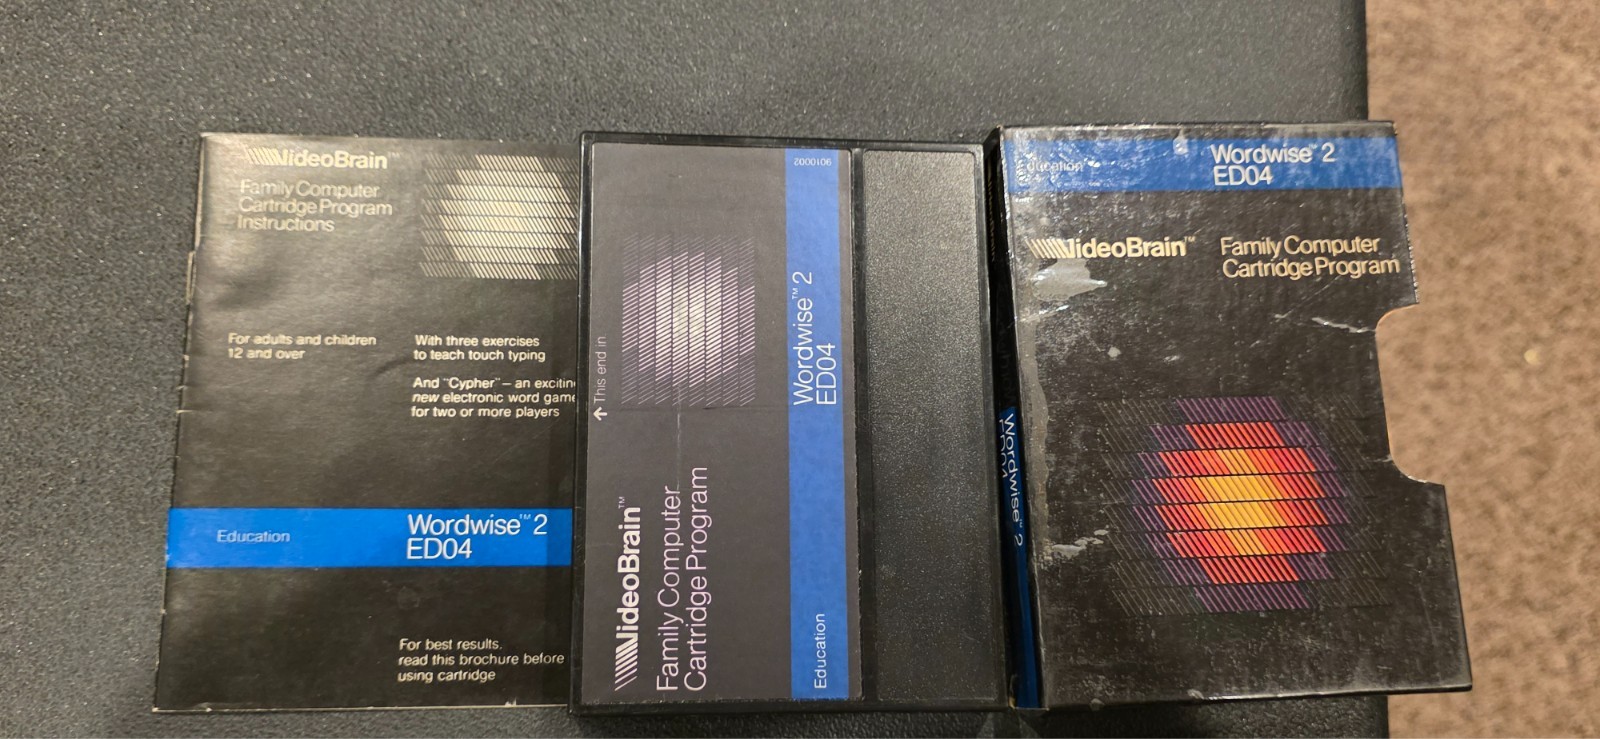 VideoBrain™
Family Computer
Cartridge Program
Instructions
For adults and children
12 and over
With three exercises
to teach touch typing
And "Cypher" – an
new electronic word
for two or more players
Education
Wordwise™ 2
ED04
For best results,
read this brochure before
using cartridge
↑ This end in
VideoBrain™
Family Computer
Cartridge Program
Education
Wordwise™ 2
ED04
9010002
Wordwise™ 2
ED04
Education
Wordwise™ 2
ED04
VideoBrain™
Family Computer
Cartridge Program